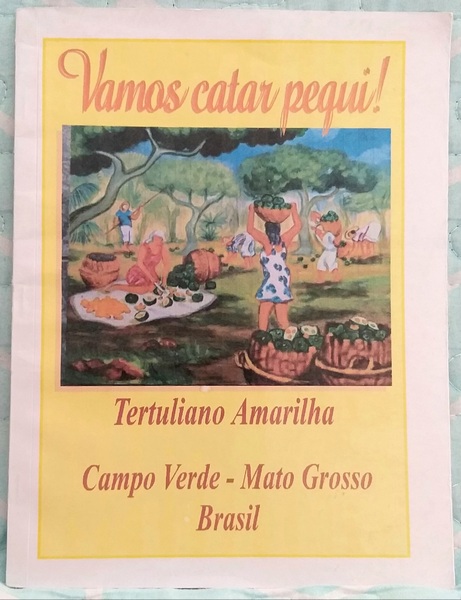 Vamos catar pequi!
Tertuliano Amarilha
Campo Verde - Mato Grosso
Brasil